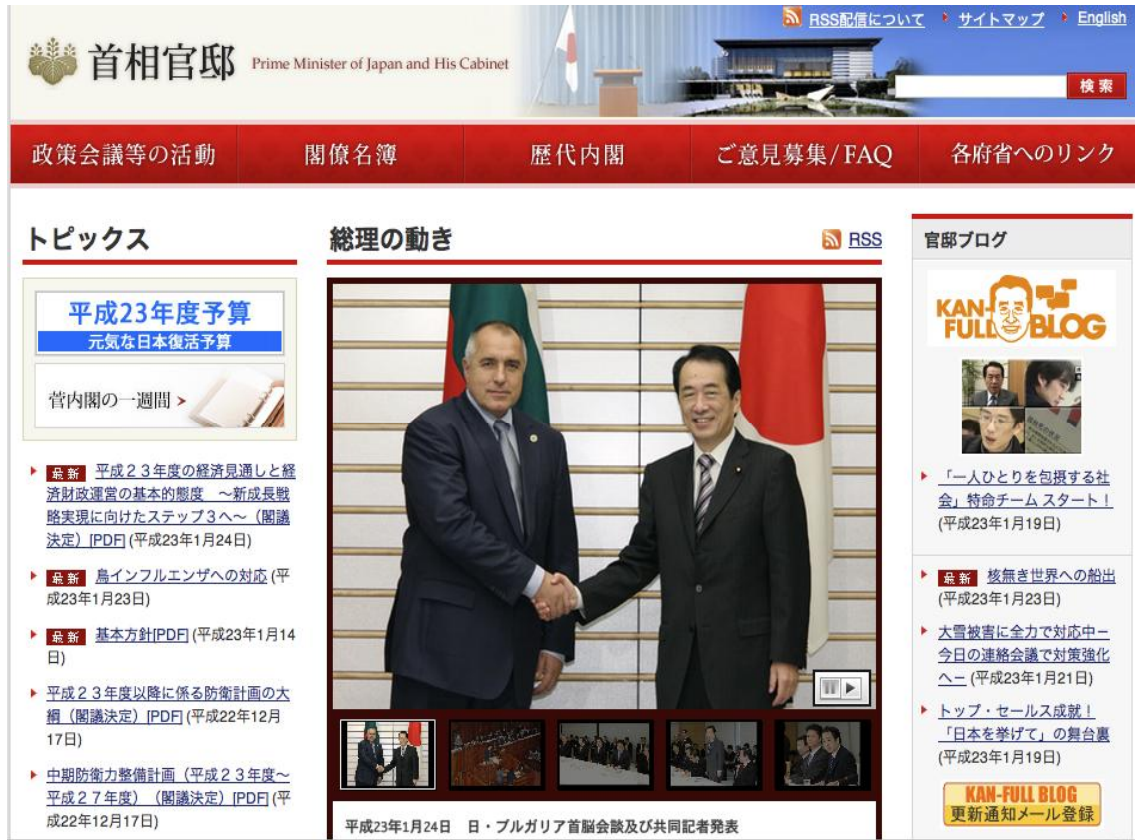 首相官邸
Prime Minister of Japan and His Cabinet
RSS配信について
サイトマップ
English
検索
政策会議等の活動
閣僚名簿
歴代内閣
ご意見募集/FAQ
各府省へのリンク
トピックス
平成23年度予算
元気な日本復活予算
菅内閣の一週間
最新 平成23年度の経済見通しと経
済財政運営の基本的態度 ～新成長戦
略実現に向けたステップ3へ～（閣議
決定）[PDF] (平成23年1月24日)
最新 鳥インフルエンザへの対応 (平
成23年1月23日)
最新 基本方針[PDF] (平成23年1月14
日)
平成23年度以降に係る防衛計画の大
綱（閣議決定）[PDF] (平成22年12月
17日)
中期防衛力整備計画（平成23年度～
平成27年度）（閣議決定）[PDF] (平
成22年12月17日)
総理の動き
RSS
平成23年1月24日 日・ブルガリア首脳会談及び共同記者発表
官邸ブログ
KAN-
FULL BLOG
「一人ひとりを包摂する社
会」特命チーム スタート！
(平成23年1月19日)
最新 核無き世界への船出
(平成23年1月23日)
大雪被害に全力で対応中－
今日の連絡会議で対策強化
へ－ (平成23年1月21日)
トップ・セールス成就！
「日本を挙げて」の舞台裏
(平成23年1月19日)
KAN-FULL BLOG
更新通知メール登録